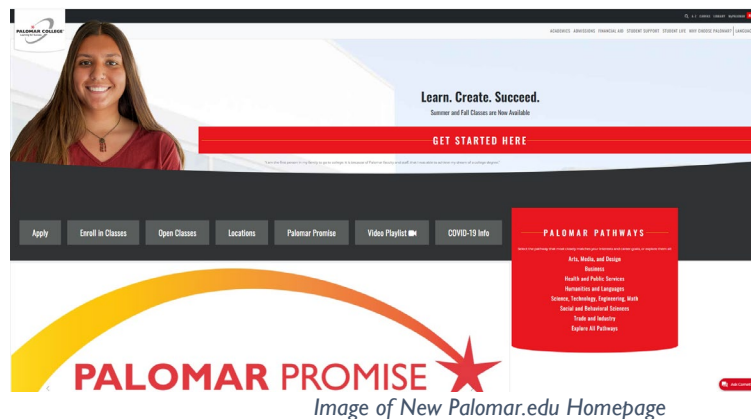 A-Z CAMPUS LIBRARY
PALOMAR COLLEGE
ACADEMICS ADMISSIONS FINANCIAL AID STUDENT SUPPORT STUDENT LIFE WHY CHOOSE PALOMAR? LANGUAG
Learn. Create. Succeed.
Summer and Fall Classes are Now Available
GET STARTED HERE
Apply
Enroll in Classes
Open Classes
Locations
Palomar Promise
Video Playlist
COVID-19 Info
PALOMAR PATHWAYS
Arts, Media, and Design
Business
Health and Public Services
Humanities and Languages
Science, Technology, Engineering, Math
Social and Behavioral Sciences
Trade and Industry
Explore All Pathways
PALOMAR PROMISE
Image of New Palomar.edu Homepage